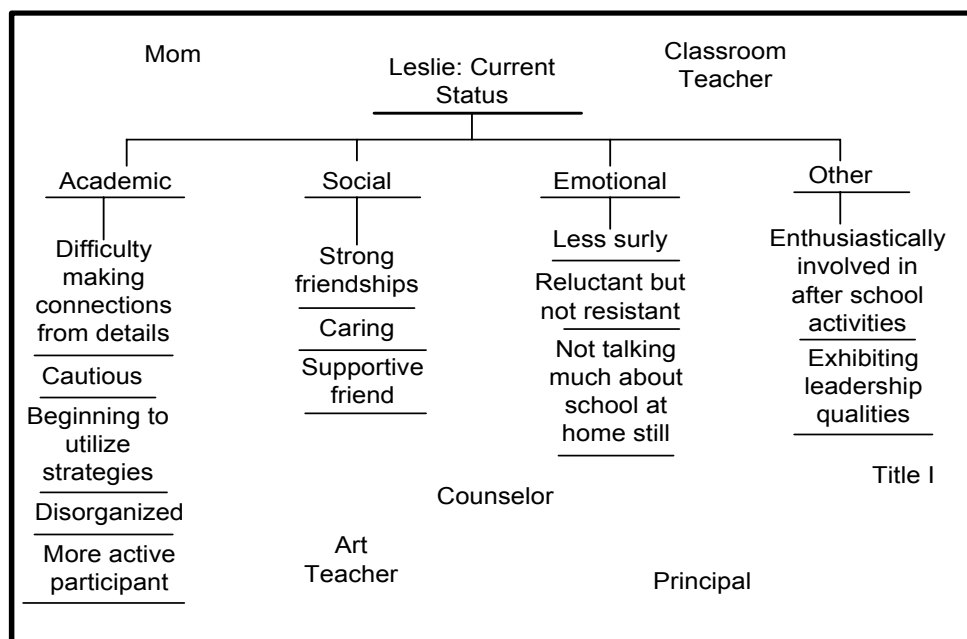 Mom
Classroom
Teacher
Leslie: Current
Status
Academic
Difficulty
making
connections
from details
Cautious
Beginning to
utilize
strategies
Disorganized
More active
participant
Social
Strong
friendships
Caring
Supportive
friend
Emotional
Less surly
Reluctant but
not resistant
Not talking
much about
school at
home still
Other
Enthusiastically
involved in
after school
activities
Exhibiting
leadership
qualities
Title I
Counselor
Art
Teacher
Principal